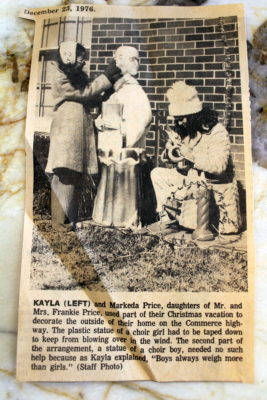 December 23, 1976.
KAYLA (LEFT) and Markeda Price, daughters of Mr. and
Mrs. Frankie Price, used part of their Christmas vacation to
decorate the outside of their home on the Commerce high-
way. The plastic statue of a choir girl had to be taped down
to keep from blowing over in the wind. The second part of
the arrangement, a statue of a choir boy, needed no such
help because as Kayla explained, "Boys always weigh more
than girls." (Staff Photo)